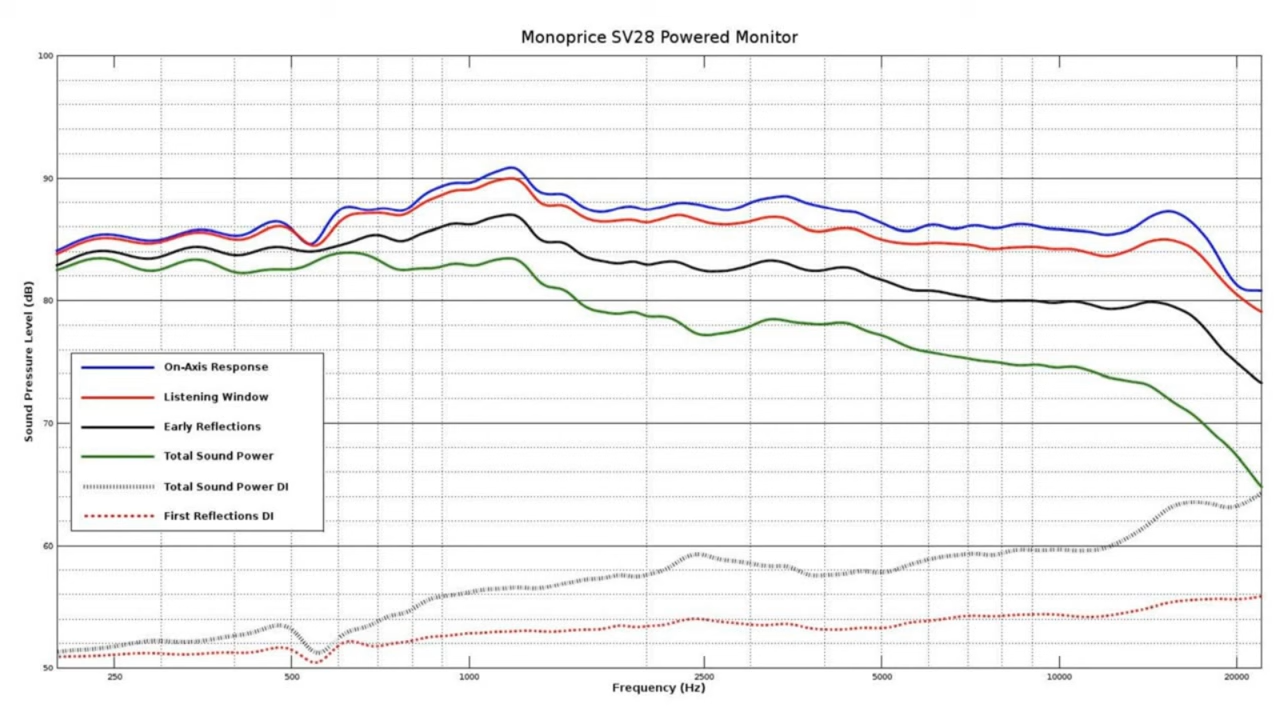 Monoprice SV28 Powered Monitor
100
90
80
70
60
50
Sound Pressure Level (dB)
On-Axis Response
Listening Window
Early Reflections
Total Sound Power
Total Sound Power DI
First Reflections DI
250 500 1000 2500 5000 10000 20000
Frequency (Hz)